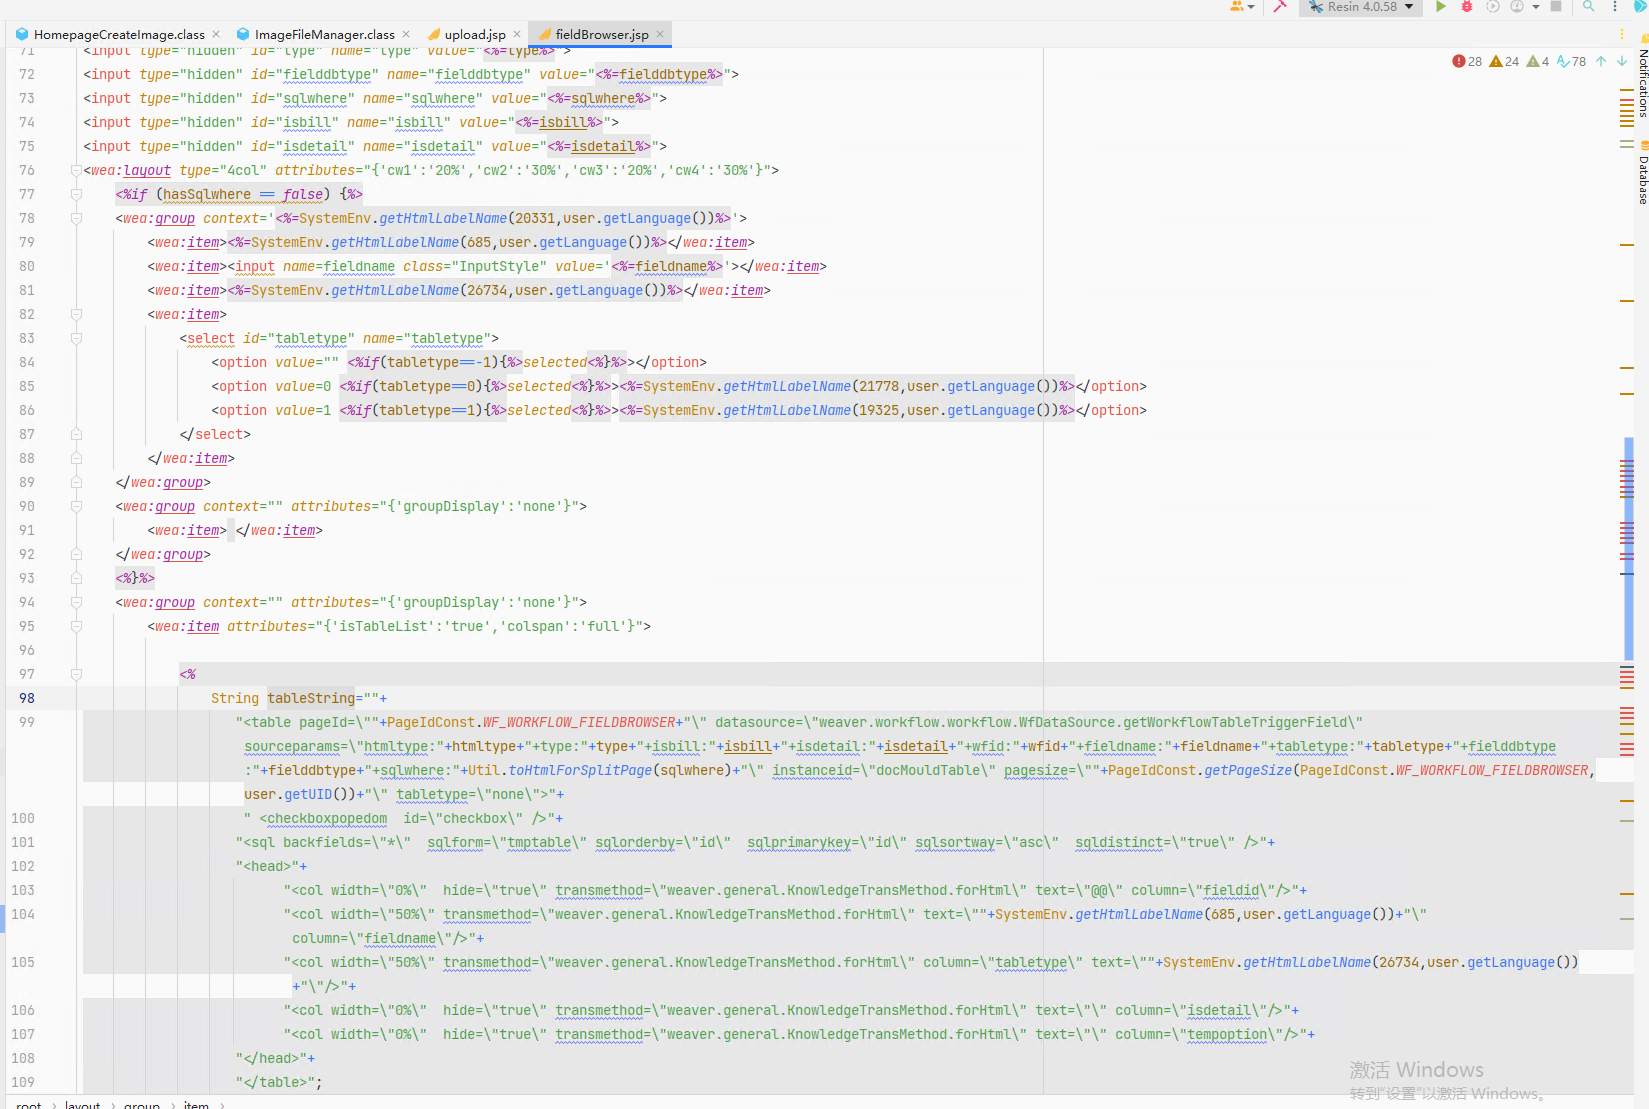 Resin 4.0.58
HomepageCreateImage.class × ImageFileManager.class × upload.jsp × fieldBrowser.jsp ×
71 <input type="hidden" id="type" name="type" value="<%=type%>">
72 <input type="hidden" id="fielddbtype" name="fielddbtype" value="<%=fielddbtype%>">
73 <input type="hidden" id="sqlwhere" name="sqlwhere" value="<%=sqlwhere%>">
74 <input type="hidden" id="isbill" name="isbill" value="<%=isbill%>">
75 <input type="hidden" id="isdetail" name="isdetail" value="<%=isdetail%>">
76 <wea:layout type="4col" attributes="{'cw1':'20%','cw2':'30%','cw3':'20%','cw4':'30%'}">
77 <%if (hasSqlwhere == false) {%>
78 <wea:group context='<%=SystemEnv.getHtmlLabelName(20331,user.getLanguage())%>'>
79 <wea:item><%=SystemEnv.getHtmlLabelName(685,user.getLanguage())%></wea:item>
80 <wea:item><input name=fieldname class="InputStyle" value='<%=fieldname%>'></wea:item>
81 <wea:item><%=SystemEnv.getHtmlLabelName(26734,user.getLanguage())%></wea:item>
82 <wea:item>
83 <select id="tabletype" name="tabletype">
84 <option value="" <%if(tabletype==-1){%>selected<%}%>></option>
85 <option value=0 <%if(tabletype==0){%>selected<%}%>><%=SystemEnv.getHtmlLabelName(21778,user.getLanguage())%></option>
86 <option value=1 <%if(tabletype==1){%>selected<%}%>><%=SystemEnv.getHtmlLabelName(19325,user.getLanguage())%></option>
87 </select>
88 </wea:item>
89 </wea:group>
90 <wea:group context="" attributes="{'groupDisplay':'none'}">
91 <wea:item> </wea:item>
92 </wea:group>
93 <%}%>
94 <wea:group context="" attributes="{'groupDisplay':'none'}">
95 <wea:item attributes="{'isTableList':'true','colspan':'full'}">
96
97 <%
98 String tableString=""+
99 "<table pageId=\""+PageIdConst.WF_WORKFLOW_FIELDBROWSER+"\" datasource=\"weaver.workflow.workflow.WfDataSource.getWorkflowTableTriggerField\"
sourceparams=\"htmltype:"+htmltype+"+type:"+type+"+isbill:"+isbill+"+isdetail:"+isdetail+"+wfid:"+wfid+"+fieldname:"+fieldname+"+tabletype:"+tabletype+"+fielddbtype
:"+fielddbtype+"+sqlwhere:"+Util.toHtmlForSplitPage(sqlwhere)+"\" instanceid=\"docMouldTable\" pagesize=\""+PageIdConst.getPageSize(PageIdConst.WF_WORKFLOW_FIELDBROWSER,
user.getUID())+"\" tabletype=\"none\">"+
100 " <checkboxpopedom  id=\"checkbox\" />"+
101 "<sql backfields=\"*\"  sqlform=\"tmptable\" sqlorderby=\"id\"  sqlprimarykey=\"id\" sqlsortway=\"asc\"  sqldistinct=\"true\" />"+
102 "<head>"+
103 "<col width=\"0%\"  hide=\"true\" transmethod=\"weaver.general.KnowledgeTransMethod.forHtml\" text=\"@@\" column=\"fieldid\"/>"+
104 "<col width=\"50%\" transmethod=\"weaver.general.KnowledgeTransMethod.forHtml\" text=\""+SystemEnv.getHtmlLabelName(685,user.getLanguage())+"\"
column=\"fieldname\"/>"+
105 "<col width=\"50%\" transmethod=\"weaver.general.KnowledgeTransMethod.forHtml\" column=\"tabletype\" text=\""+SystemEnv.getHtmlLabelName(26734,user.getLanguage())
+"\"/>"+
106 "<col width=\"0%\"  hide=\"true\" transmethod=\"weaver.general.KnowledgeTransMethod.forHtml\" text=\"\" column=\"isdetail\"/>"+
107 "<col width=\"0%\"  hide=\"true\" transmethod=\"weaver.general.KnowledgeTransMethod.forHtml\" text=\"\" column=\"tempoption\"/>"+
108 "</head>"+
109 "</table>";
28 24 4 78
Notifications
Database
激活 Windows
转到“设置”以激活 Windows。
root › layout › group › item ›